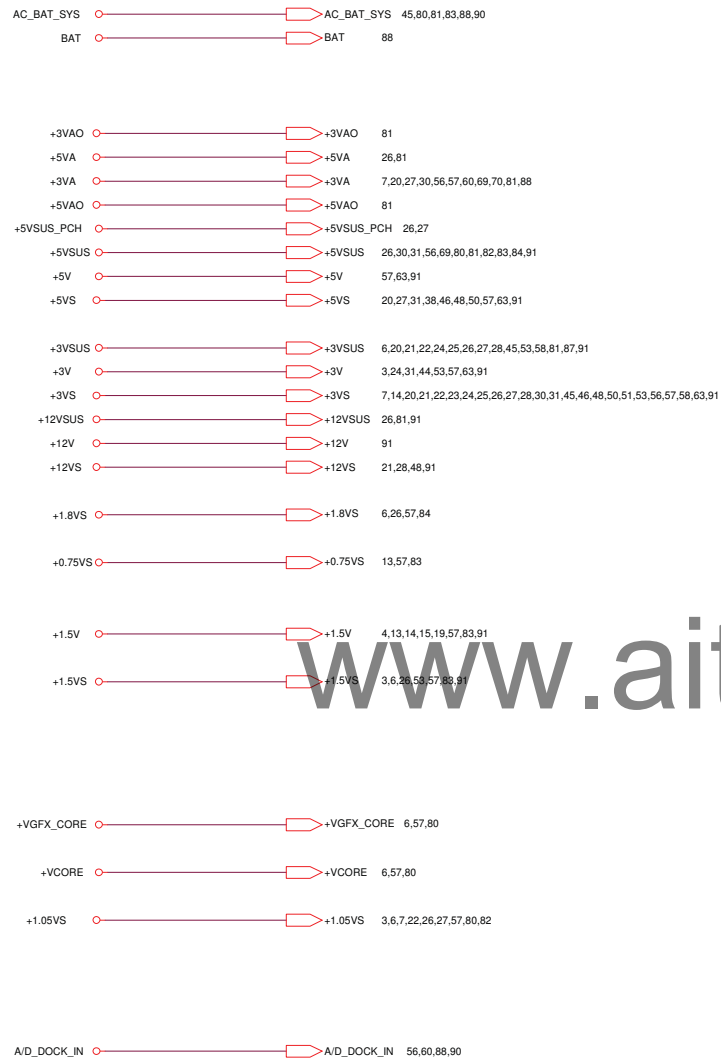 AC_BAT_SYS AC_BAT_SYS 45,80,81,83,88,90
BAT BAT 88
+3VAO +3VAO 81
+5VA +5VA 26,81
+3VA +3VA 7,20,27,30,56,57,60,69,70,81,88
+5VAO +5VAO 81
+5VSUS_PCH +5VSUS_PCH 26,27
+5VSUS +5VSUS 26,30,31,56,69,80,81,82,83,84,91
+5V +5V 57,63,91
+5VS +5VS 20,27,31,38,46,48,50,57,63,91
+3VSUS +3VSUS 6,20,21,22,24,25,26,27,28,45,53,58,81,87,91
+3V +3V 3,24,31,44,53,57,63,91
+3VS +3VS 7,14,20,21,22,23,24,25,26,27,28,30,31,45,46,48,50,51,53,56,57,58,63,91
+12VSUS +12VSUS 26,81,91
+12V +12V 91
+12VS +12VS 21,28,48,91
+1.8VS +1.8VS 6,26,57,84
+0.75VS +0.75VS 13,57,83
+1.5V +1.5V 4,13,14,15,19,57,83,91
www.ait
+1.5VS +1.5VS 3,6,26,53,57,83,91
+VGFX_CORE +VGFX_CORE 6,57,80
+VCORE +VCORE 6,57,80
+1.05VS +1.05VS 3,6,7,22,26,27,57,80,82
A/D_DOCK_IN A/D_DOCK_IN 56,60,88,90